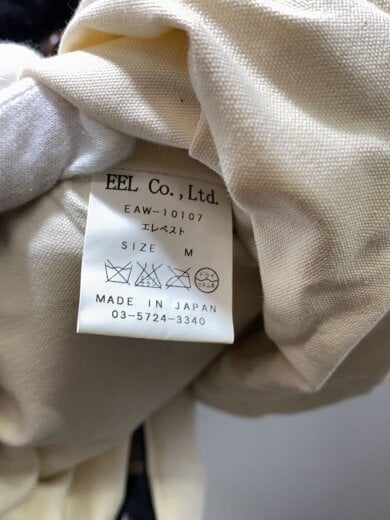 EEL Co.,Ltd.
EAW-10107
エレベスト
SIZE M
MADE IN JAPAN
03-5724-3340